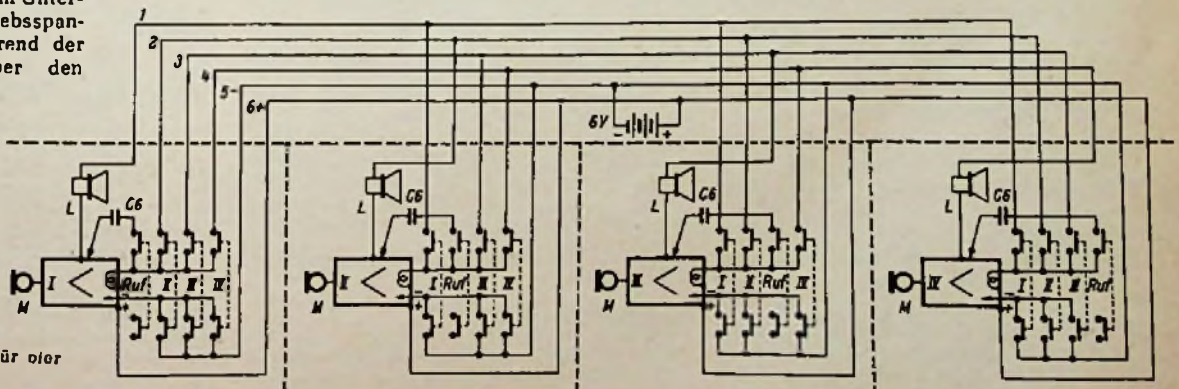 m Unter-
ebsspan-
rend der
ber den
1
2
3
4
5-
6+
6V
- +
L C6
L C6
L C6
L C6
I Ruf II III IV
M
II I Ruf III IV
M
III I II Ruf IV
M
IV I II III Ruf
M
- +
- +
- +
- +
ür vier